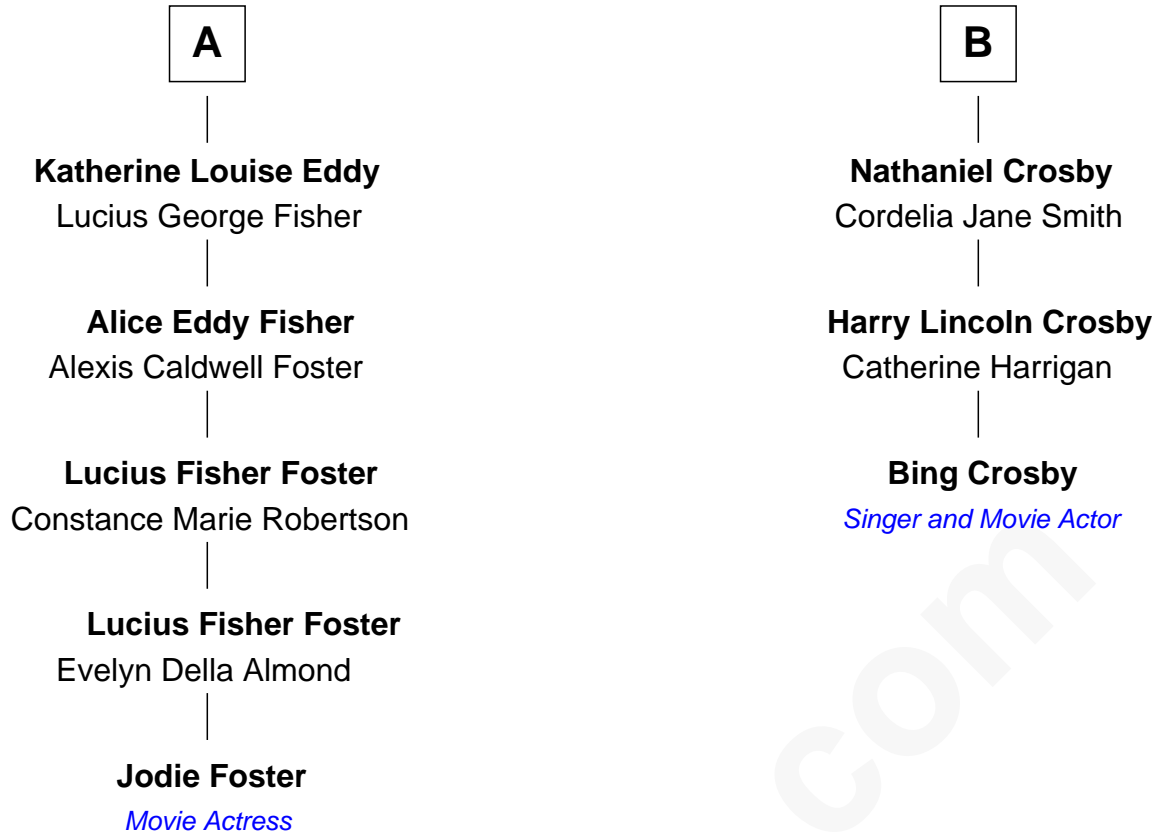 A
Katherine Louise Eddy
Lucius George Fisher
Alice Eddy Fisher
Alexis Caldwell Foster
Lucius Fisher Foster
Constance Marie Robertson
Lucius Fisher Foster
Evelyn Della Almond
Jodie Foster
Movie Actress
B
Nathaniel Crosby
Cordelia Jane Smith
Harry Lincoln Crosby
Catherine Harrigan
Bing Crosby
Singer and Movie Actor
com